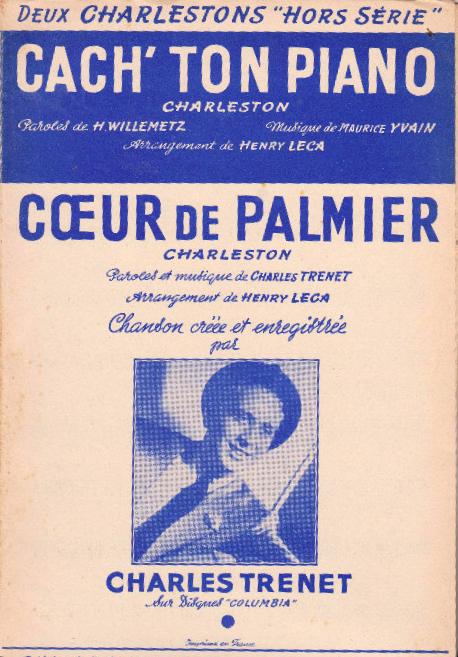 DEUX CHARLESTONS "HORS SÉRIE"
CACH' TON PIANO
CHARLESTON
Paroles de H. WILLEMETZ Musique de MAURICE YVAIN
Arrangement de HENRY LECA
CŒUR DE PALMIER
CHARLESTON
Paroles et musique de CHARLES TRENET
Arrangement de HENRY LECA
Chanson créée et enregistrée
par
CHARLES TRENET
Sur Disques "COLUMBIA"
Imprimé en France